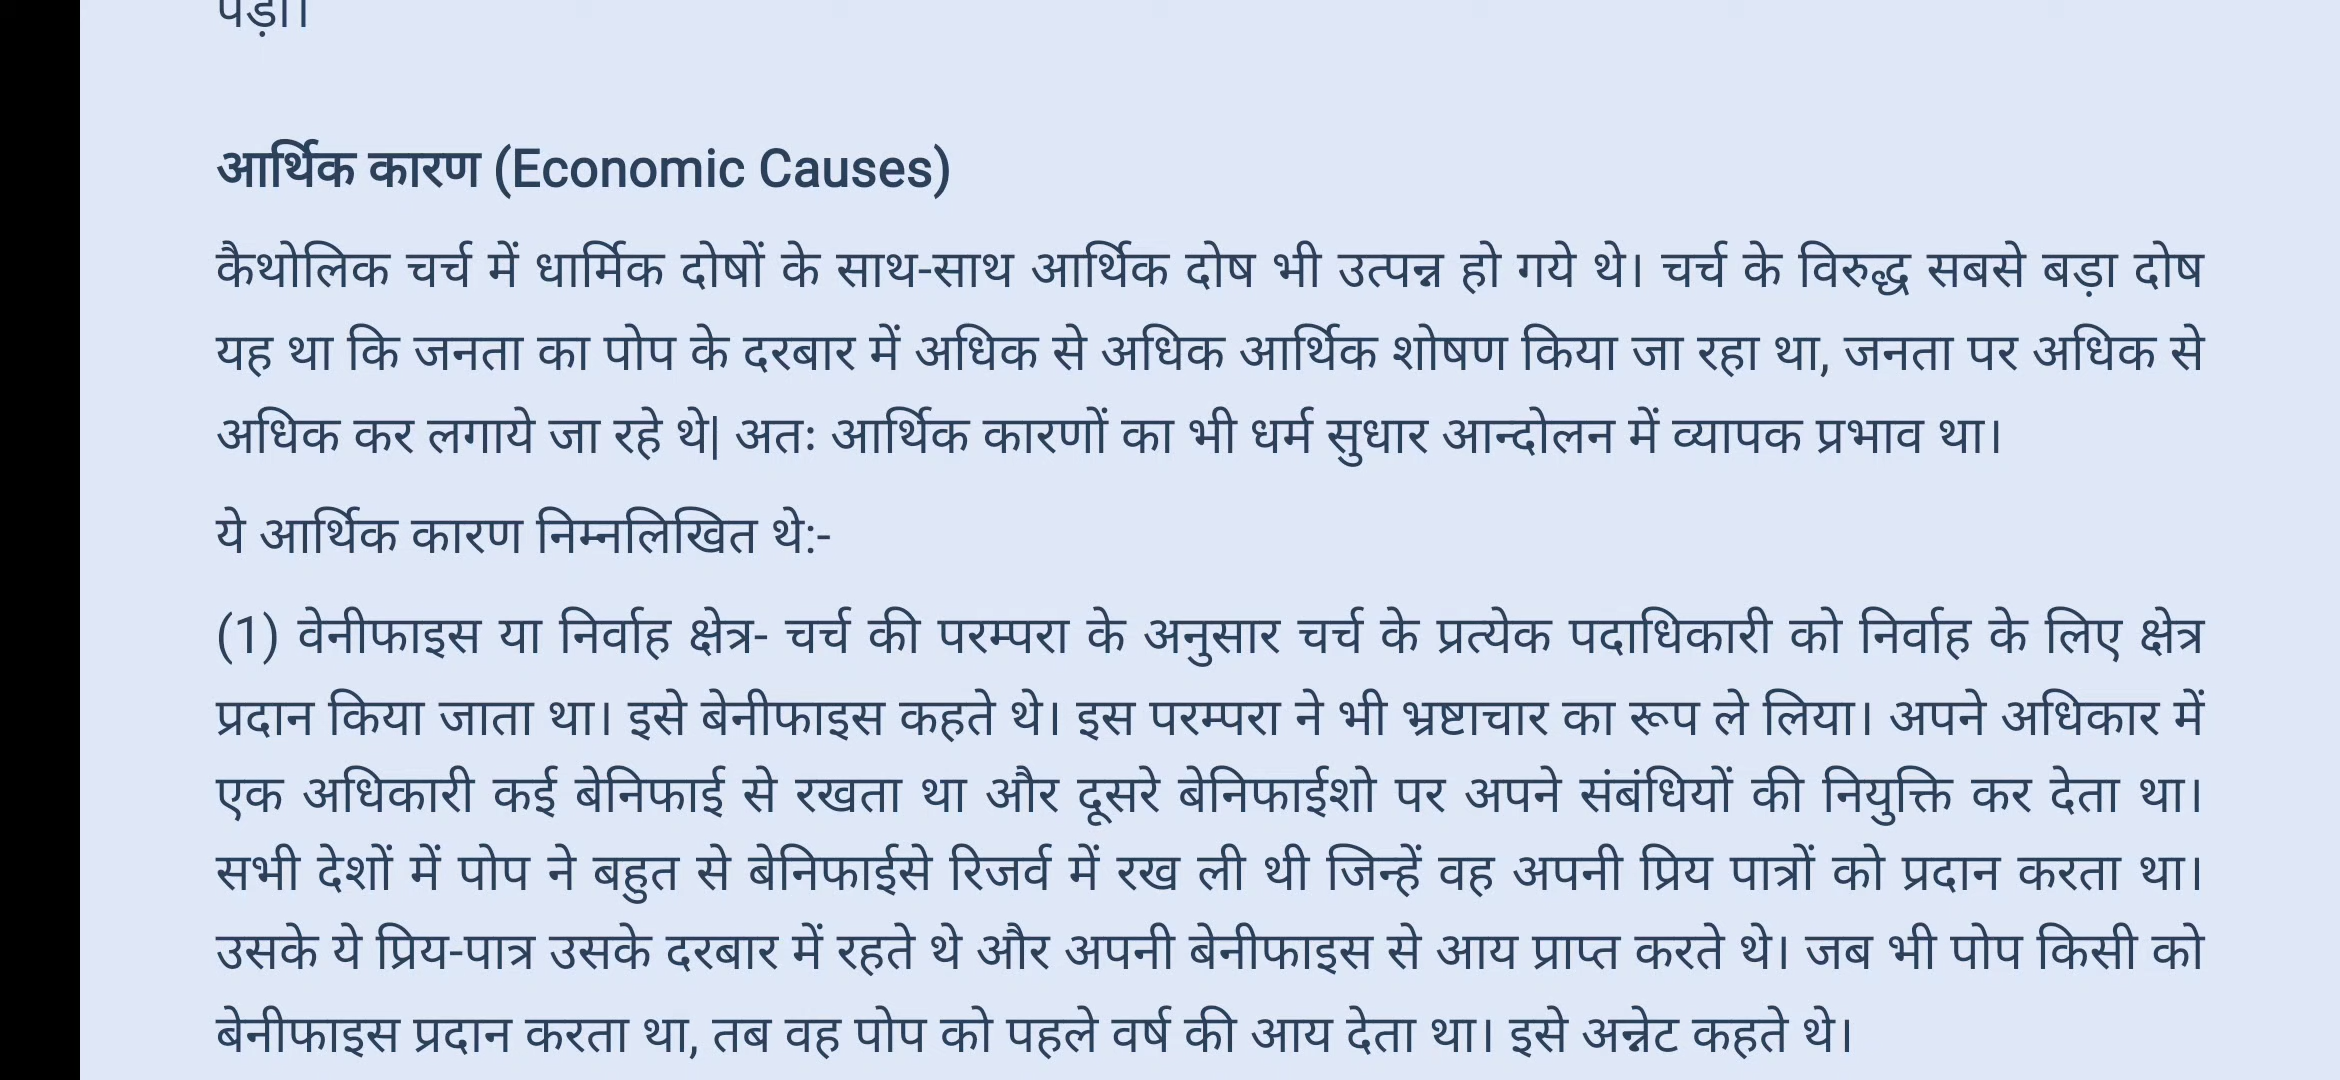 पड़ा।
आर्थिक कारण (Economic Causes)
कैथोलिक चर्च में धार्मिक दोषों के साथ-साथ आर्थिक दोष भी उत्पन्न हो गये थे। चर्च के विरुद्ध सबसे बड़ा दोष
यह था कि जनता का पोप के दरबार में अधिक से अधिक आर्थिक शोषण किया जा रहा था, जनता पर अधिक से
अधिक कर लगाये जा रहे थे| अतः आर्थिक कारणों का भी धर्म सुधार आन्दोलन में व्यापक प्रभाव था।
ये आर्थिक कारण निम्नलिखित थे:-
(1) वेनीफाइस या निर्वाह क्षेत्र- चर्च की परम्परा के अनुसार चर्च के प्रत्येक पदाधिकारी को निर्वाह के लिए क्षेत्र
प्रदान किया जाता था। इसे बेनीफाइस कहते थे। इस परम्परा ने भी भ्रष्टाचार का रूप ले लिया। अपने अधिकार में
एक अधिकारी कई बेनिफाई से रखता था और दूसरे बेनिफाईशो पर अपने संबंधियों की नियुक्ति कर देता था।
सभी देशों में पोप ने बहुत से बेनिफाईसे रिजर्व में रख ली थी जिन्हें वह अपनी प्रिय पात्रों को प्रदान करता था।
उसके ये प्रिय-पात्र उसके दरबार में रहते थे और अपनी बेनीफाइस से आय प्राप्त करते थे। जब भी पोप किसी को
बेनीफाइस प्रदान करता था, तब वह पोप को पहले वर्ष की आय देता था। इसे अन्नेट कहते थे।